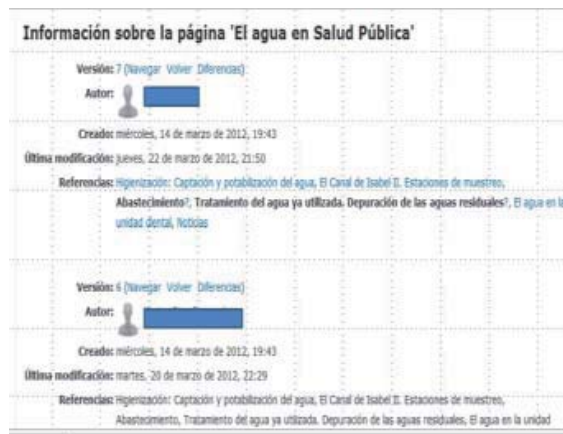 Información sobre la página 'El agua en Salud Pública'
Versión: 7 (Navegar Volver Diferencias)
Autor:
Creado: miércoles, 14 de marzo de 2012, 19:43
Última modificación: jueves, 22 de marzo de 2012, 21:50
Referencias: Higienización: Captación y potabilización del agua, El Canal de Isabel II. Estaciones de muestreo,
Abastecimiento?, Tratamiento del agua ya utilizada. Depuración de las aguas residuales?, El agua en la
unidad dental, Noticias
Versión: 6 (Navegar Volver Diferencias)
Autor:
Creado: miércoles, 14 de marzo de 2012, 19:43
Última modificación: martes, 20 de marzo de 2012, 22:29
Referencias: Higienización: Captación y potabilización del agua, El Canal de Isabel II. Estaciones de muestreo,
Abastecimiento, Tratamiento del agua ya utilizada. Depuración de las aguas residuales, El agua en la unidad